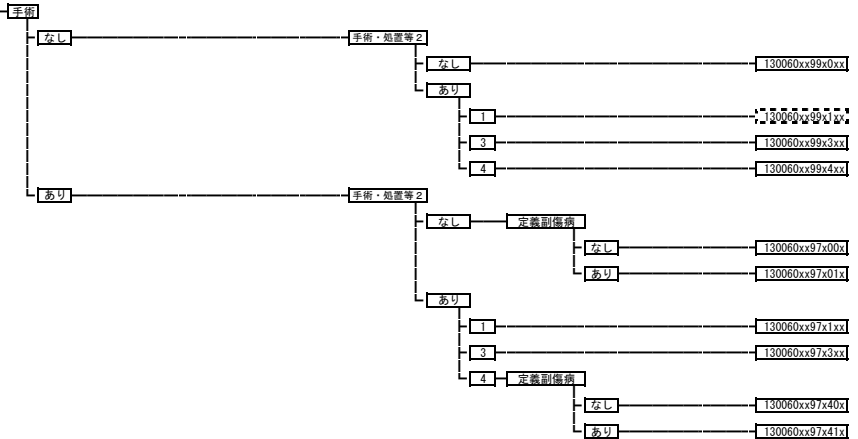 手術
なし 手術・処置等２
なし 130060xx99x0xx
あり
1 130060xx99x1xx
3 130060xx99x3xx
4 130060xx99x4xx
あり 手術・処置等２
なし 定義副傷病
なし 130060xx97x00x
あり 130060xx97x01x
あり
1 130060xx97x1xx
3 130060xx97x3xx
4 定義副傷病
なし 130060xx97x40x
あり 130060xx97x41x